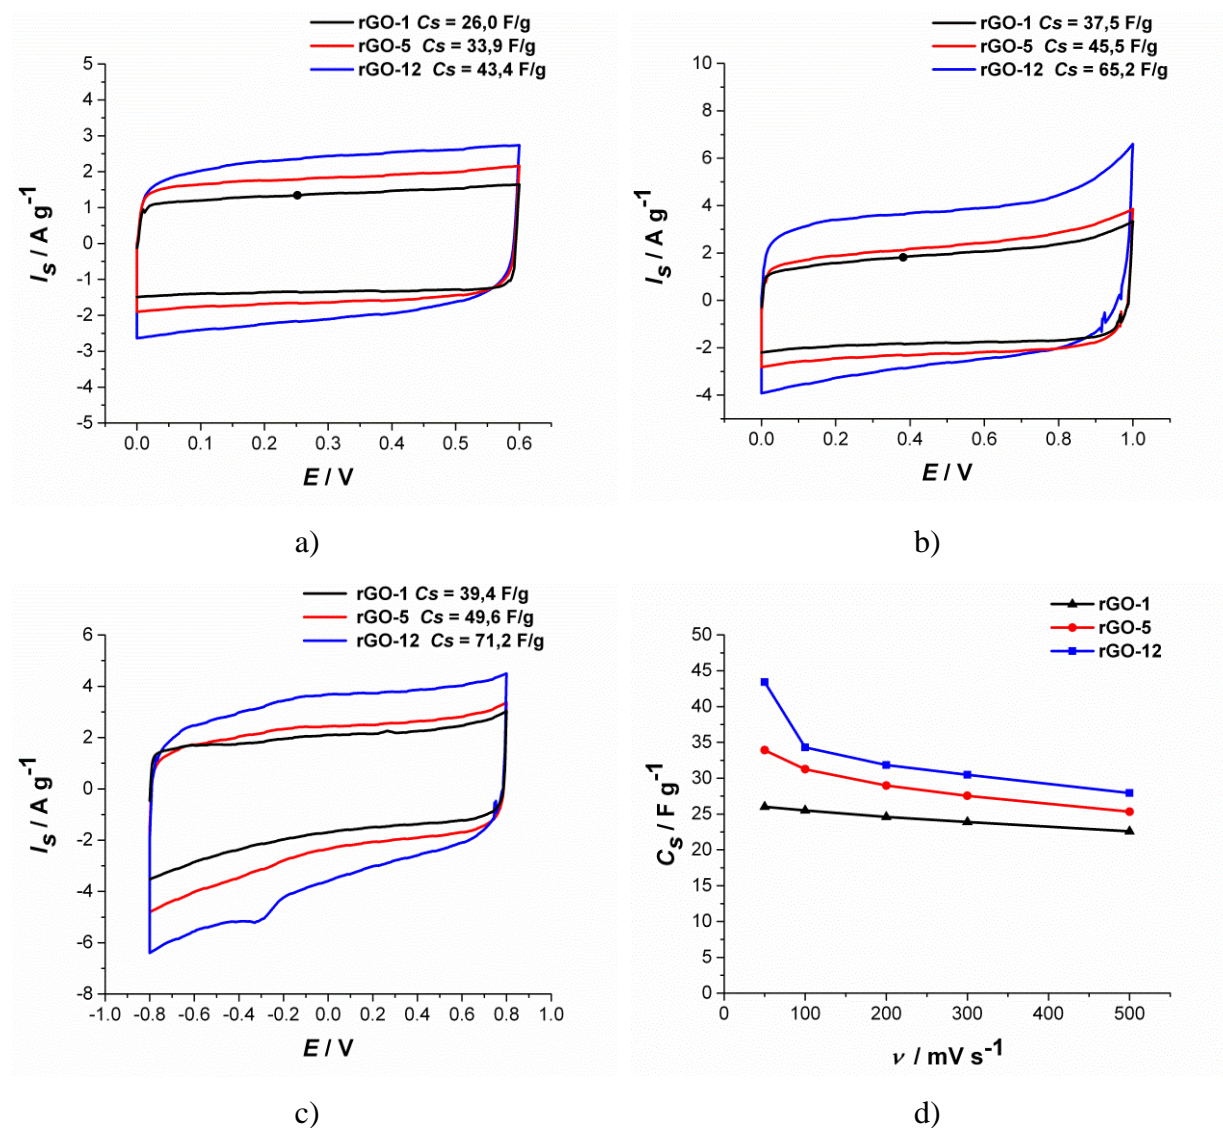 rGO-1 Cs = 26,0 F/g
rGO-5 Cs = 33,9 F/g
rGO-12 Cs = 43,4 F/g
5
4
3
2
1
0
-1
-2
-3
-4
-5
Is / A g-1
0.0 0.1 0.2 0.3 0.4 0.5 0.6
E / V
a)
rGO-1 Cs = 37,5 F/g
rGO-5 Cs = 45,5 F/g
rGO-12 Cs = 65,2 F/g
10
8
6
4
2
0
-2
-4
Is / A g-1
0.0 0.2 0.4 0.6 0.8 1.0
E / V
b)
rGO-1 Cs = 39,4 F/g
rGO-5 Cs = 49,6 F/g
rGO-12 Cs = 71,2 F/g
6
4
2
0
-2
-4
-6
-8
Is / A g-1
-1.0 -0.8 -0.6 -0.4 -0.2 0.0 0.2 0.4 0.6 0.8 1.0
E / V
c)
rGO-1
rGO-5
rGO-12
50
45
40
35
30
25
20
15
10
5
0
Cs / F g-1
0 100 200 300 400 500
ν / mV s-1
d)